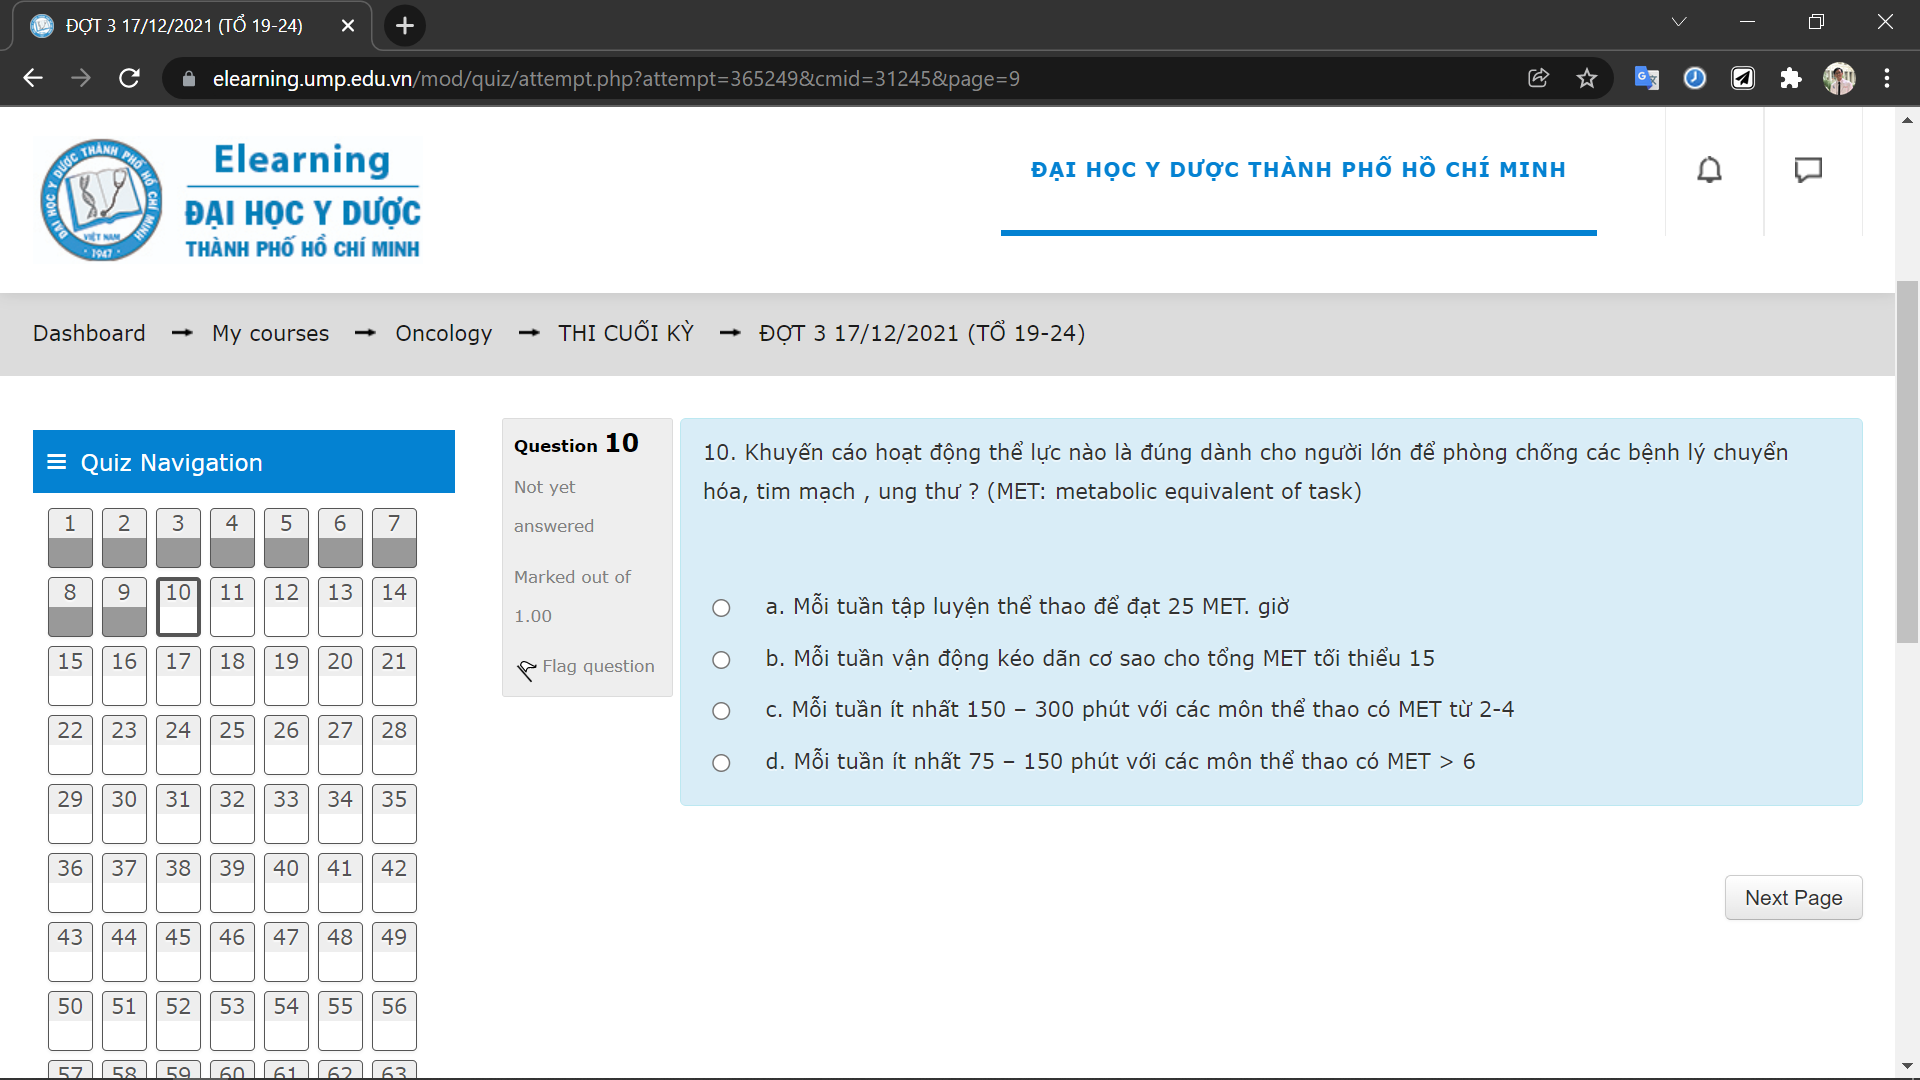 ĐỢT 3 17/12/2021 (TỔ 19-24)
elearning.ump.edu.vn/mod/quiz/attempt.php?attempt=365249&cmid=31245&page=9
ĐẠI HỌC Y DƯỢC THÀNH PHỐ HỒ CHÍ MINH
VIỆT NAM
1947
Elearning
ĐẠI HỌC Y DƯỢC
THÀNH PHỐ HỒ CHÍ MINH
ĐẠI HỌC Y DƯỢC THÀNH PHỐ HỒ CHÍ MINH
Dashboard → My courses → Oncology → THI CUỐI KỲ → ĐỢT 3 17/12/2021 (TỔ 19-24)
Quiz Navigation
1 2 3 4 5 6 7
8 9 10 11 12 13 14
15 16 17 18 19 20 21
22 23 24 25 26 27 28
29 30 31 32 33 34 35
36 37 38 39 40 41 42
43 44 45 46 47 48 49
50 51 52 53 54 55 56
57 58 59 60 61 62 63
Question 10
Not yet
answered
Marked out of
1.00
Flag question
10. Khuyến cáo hoạt động thể lực nào là đúng dành cho người lớn để phòng chống các bệnh lý chuyển
hóa, tim mạch , ung thư ? (MET: metabolic equivalent of task)
a. Mỗi tuần tập luyện thể thao để đạt 25 MET. giờ
b. Mỗi tuần vận động kéo dãn cơ sao cho tổng MET tối thiểu 15
c. Mỗi tuần ít nhất 150 – 300 phút với các môn thể thao có MET từ 2-4
d. Mỗi tuần ít nhất 75 – 150 phút với các môn thể thao có MET > 6
Next Page